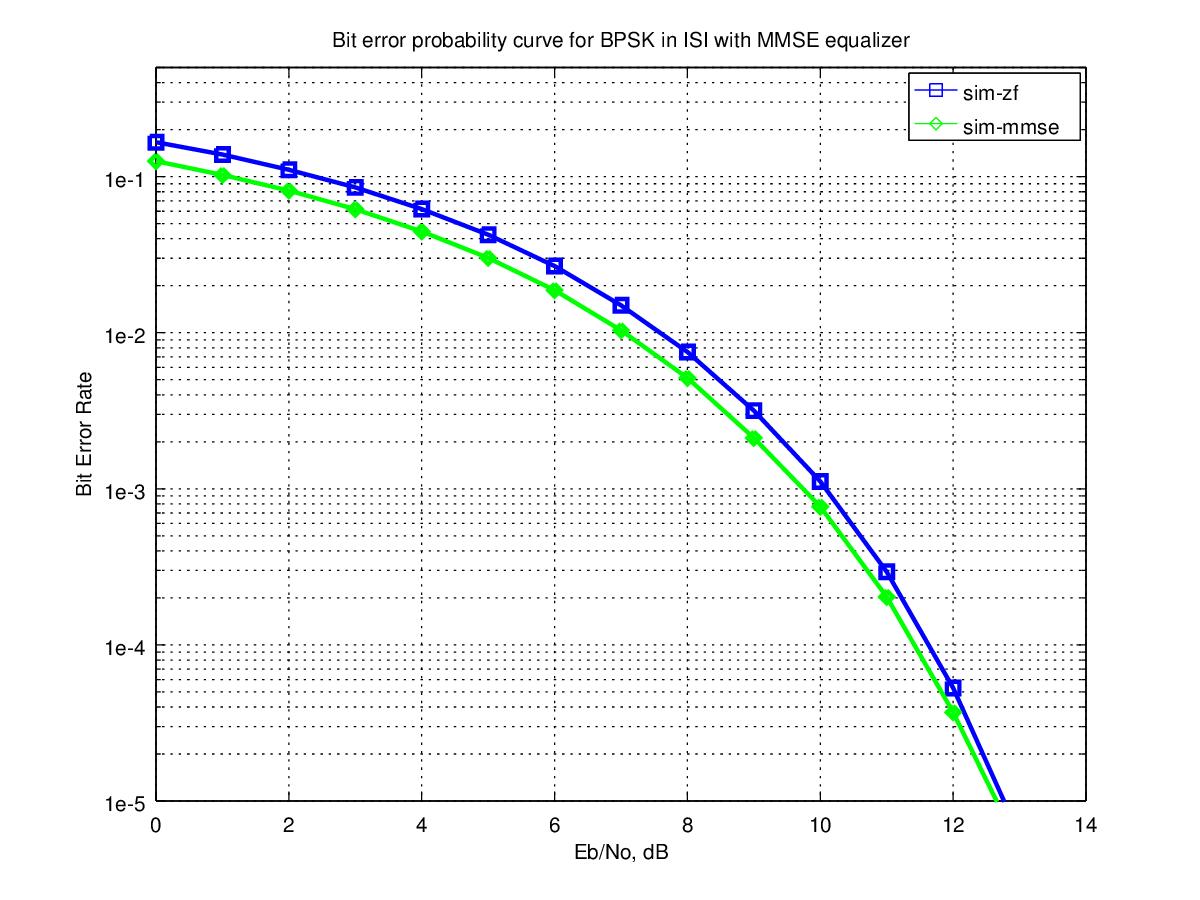 Bit error probability curve for BPSK in ISI with MMSE equalizer
sim-zf
sim-mmse
1e-1
1e-2
1e-3
1e-4
1e-5
Bit Error Rate
0 2 4 6 8 10 12 14
Eb/No, dB